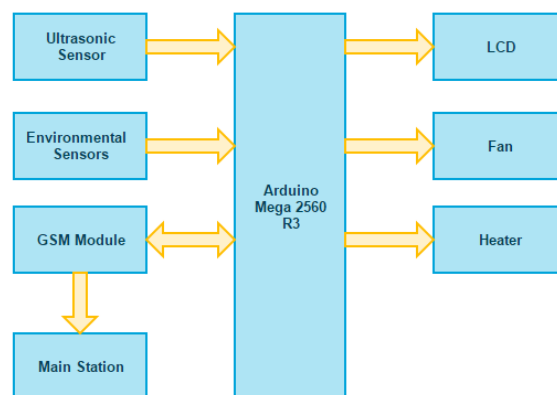 Ultrasonic
Sensor
LCD
Environmental
Sensors
Fan
Arduino
Mega 2560
R3
GSM Module
Heater
Main Station